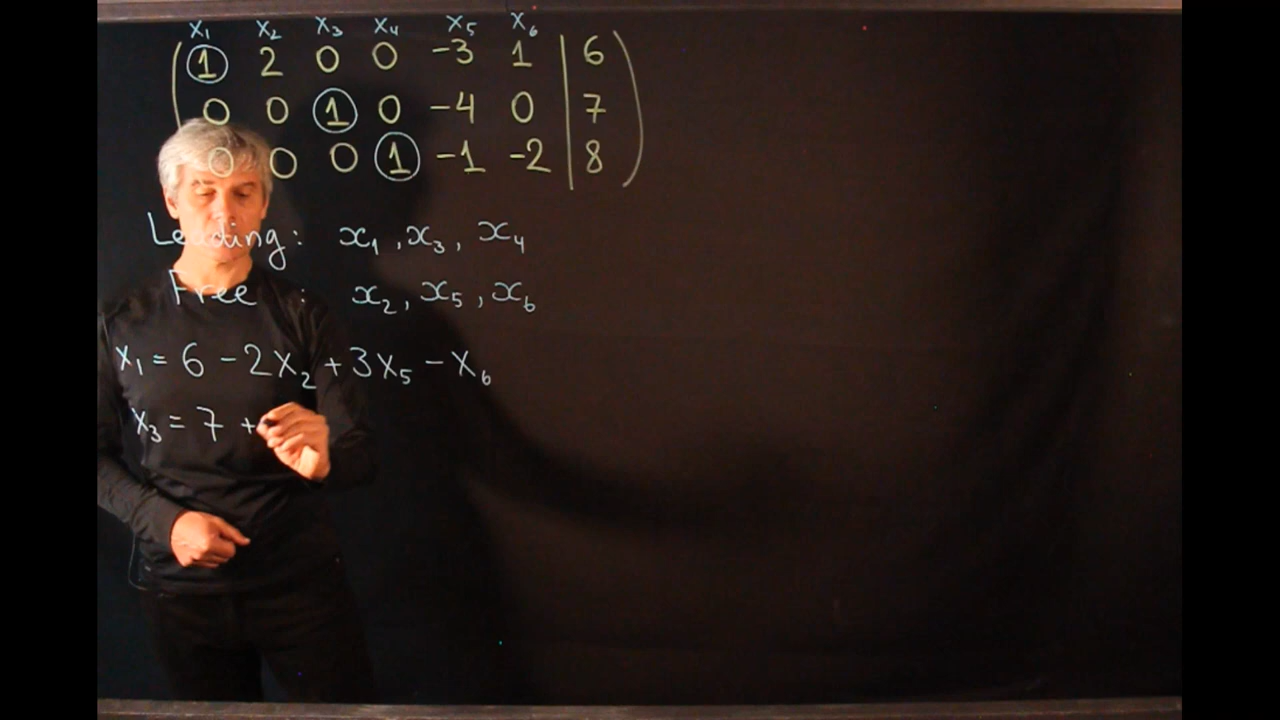 x₁ x₂ x₃ x₄ x₅ x₆
1 2 0 0 -3 1 | 6
0 0 1 0 -4 0 | 7
0 0 0 1 -1 -2 | 8
Leading: x₁, x₃, x₄
Free : x₂, x₅, x₆
x₁ = 6 - 2x₂ + 3x₅ - x₆
x₃ = 7 +